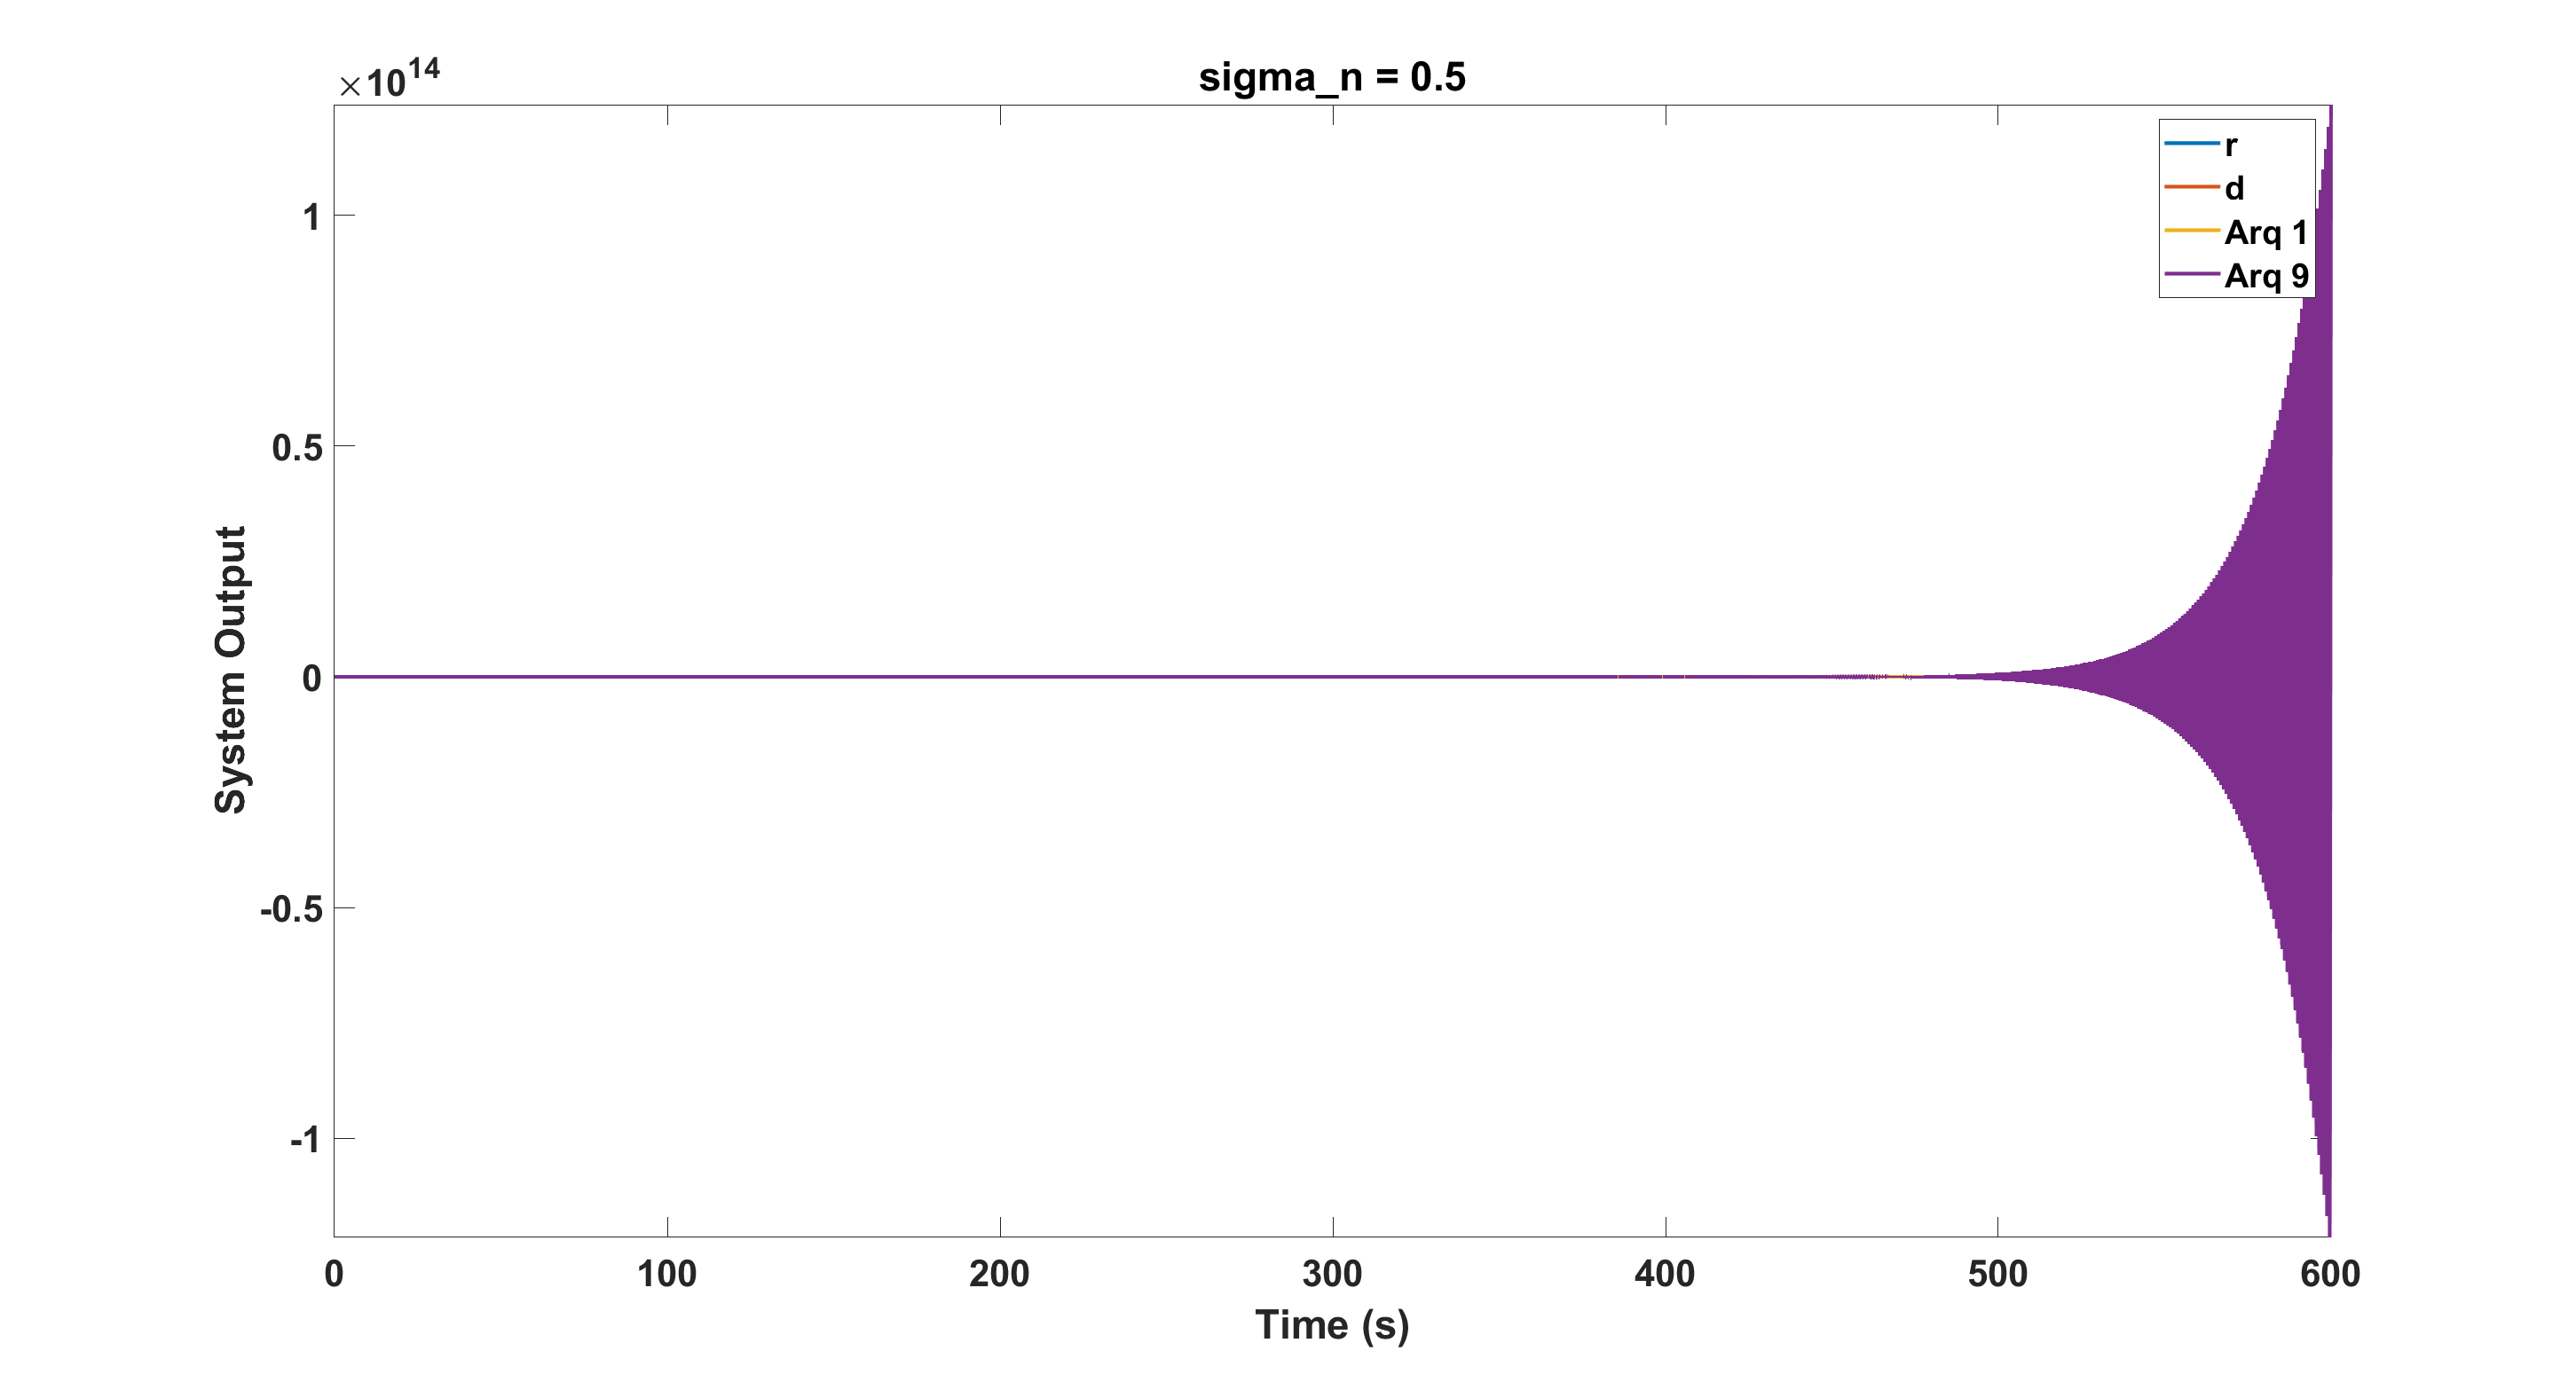 ×10^14
sigma_n = 0.5
r
d
Arq 1
Arq 9
1
0.5
0
-0.5
-1
System Output
0 100 200 300 400 500 600
Time (s)